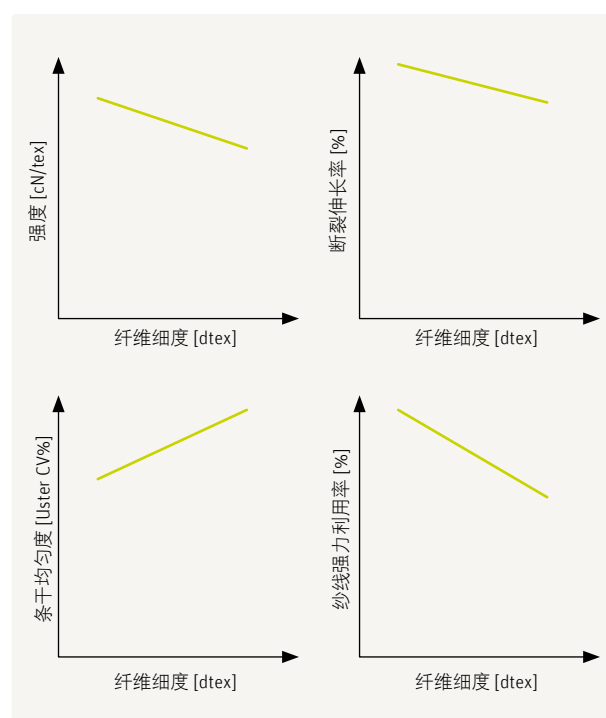 强度 [cN/tex]
纤维细度 [dtex]
断裂伸长率 [%]
纤维细度 [dtex]
条干均匀度 [Uster CV%]
纤维细度 [dtex]
纱线强力利用率 [%]
纤维细度 [dtex]